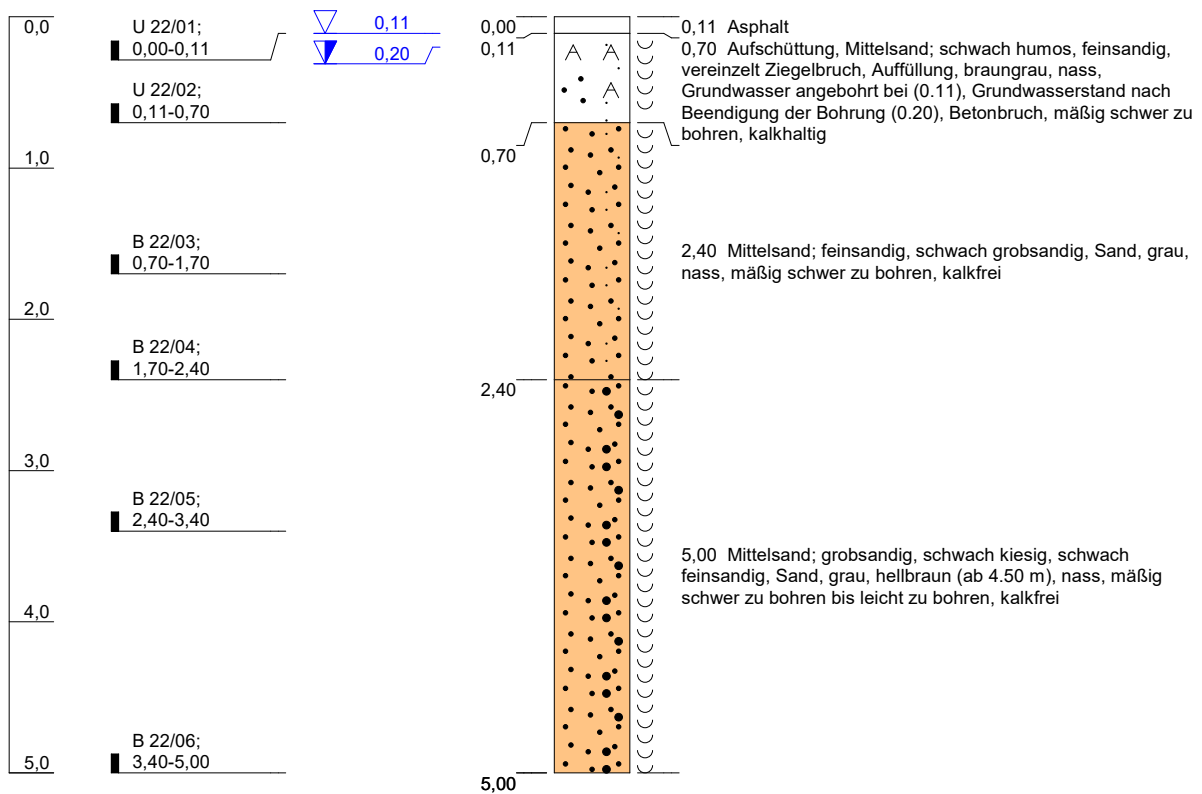 0,0
1,0
2,0
3,0
4,0
5,0
U 22/01;
0,00-0,11
U 22/02;
0,11-0,70
B 22/03;
0,70-1,70
B 22/04;
1,70-2,40
B 22/05;
2,40-3,40
B 22/06;
3,40-5,00
0,11
0,20
0,00
0,11
0,70
2,40
5,00
0,11 Asphalt
0,70 Aufschüttung, Mittelsand; schwach humos, feinsandig,
vereinzelt Ziegelbruch, Auffüllung, braungrau, nass,
Grundwasser angebohrt bei (0.11), Grundwasserstand nach
Beendigung der Bohrung (0.20), Betonbruch, mäßig schwer zu
bohren, kalkhaltig
2,40 Mittelsand; feinsandig, schwach grobsandig, Sand, grau,
nass, mäßig schwer zu bohren, kalkfrei
5,00 Mittelsand; grobsandig, schwach kiesig, schwach
feinsandig, Sand, grau, hellbraun (ab 4.50 m), nass, mäßig
schwer zu bohren bis leicht zu bohren, kalkfrei